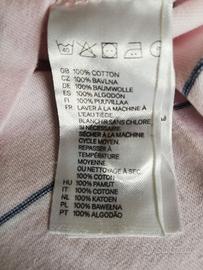 GB 100% COTTON
CZ 100% BAVLNA
DE 100% BAUMWOLLE
ES 100% ALGODÓN
FI 100% PUUVILLAA
FR LAVER À LA MACHINE À
L'EAU TIÈDE
BLANCHIR SANS CHLORE
SI NÉCESSAIRE
SÉCHER À LA MACHINE
CYCLE MOYEN
REPASSER À
TEMPÉRATURE
MOYENNE
OU NETTOYAGE À SEC.
100% COTON
HU 100% PAMUT
IT 100% COTONE
NL 100% KATOEN
PL 100% BAWEŁNA
PT 100% ALGODÃO